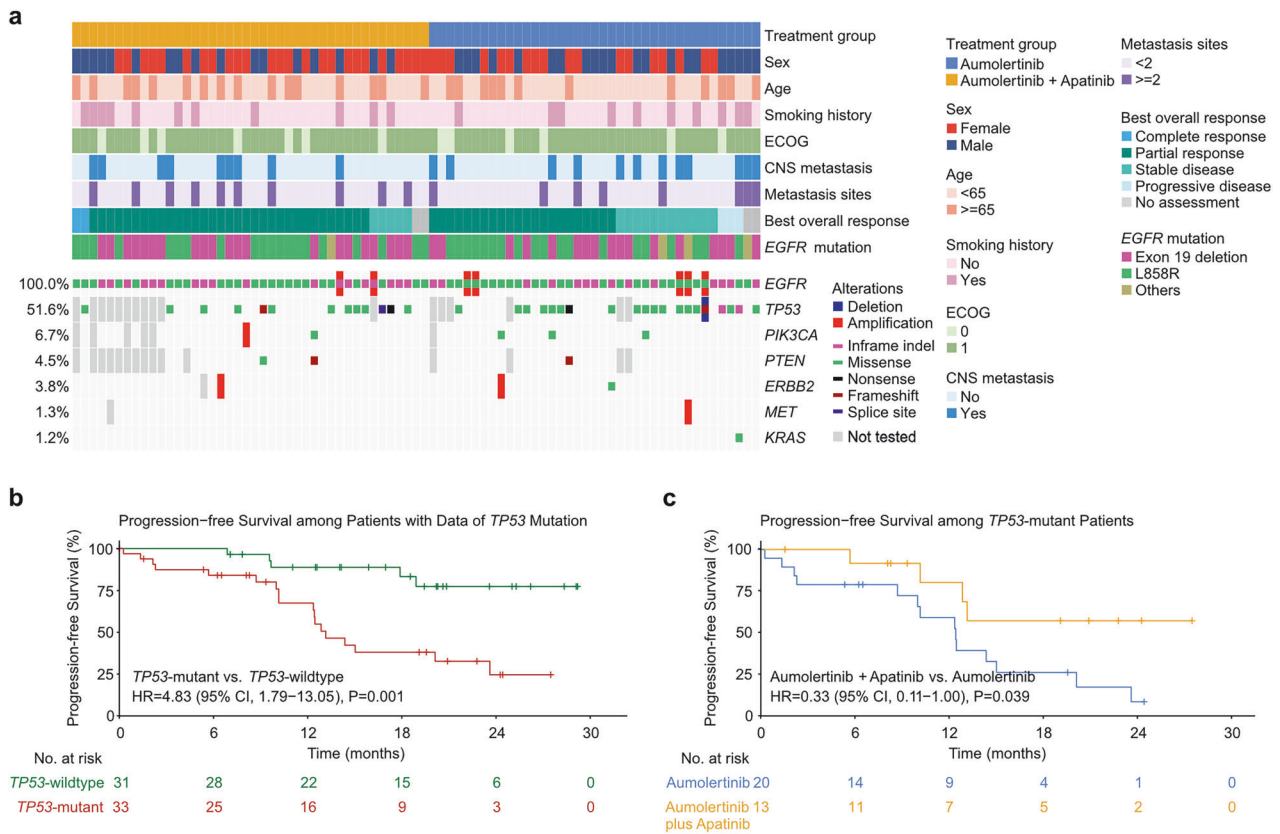 a
Treatment group
Sex
Age
Smoking history
ECOG
CNS metastasis
Metastasis sites
Best overall response
EGFR mutation
100.0% EGFR
51.6% TP53
6.7% PIK3CA
4.5% PTEN
3.8% ERBB2
1.3% MET
1.2% KRAS
Alterations
Deletion
Amplification
Inframe indel
Missense
Nonsense
Frameshift
Splice site
Not tested
Treatment group
Aumolertinib
Aumolertinib + Apatinib
Sex
Female
Male
Age
<65
>=65
Smoking history
No
Yes
ECOG
0
1
CNS metastasis
No
Yes
Metastasis sites
<2
>=2
Best overall response
Complete response
Partial response
Stable disease
Progressive disease
No assessment
EGFR mutation
Exon 19 deletion
L858R
Others
b
Progression−free Survival among Patients with Data of TP53 Mutation
Progression−free Survival (%)
100
75
50
25
0
TP53-mutant vs. TP53-wildtype
HR=4.83 (95% CI, 1.79−13.05), P=0.001
0 6 12 18 24 30
Time (months)
No. at risk
TP53-wildtype 31 28 22 15 6 0
TP53-mutant 33 25 16 9 3 0
c
Progression−free Survival among TP53-mutant Patients
Progression−free Survival (%)
100
75
50
25
0
Aumolertinib + Apatinib vs. Aumolertinib
HR=0.33 (95% CI, 0.11−1.00), P=0.039
0 6 12 18 24 30
Time (months)
No. at risk
Aumolertinib 20 14 9 4 1 0
Aumolertinib 13 11 7 5 2 0
plus Apatinib